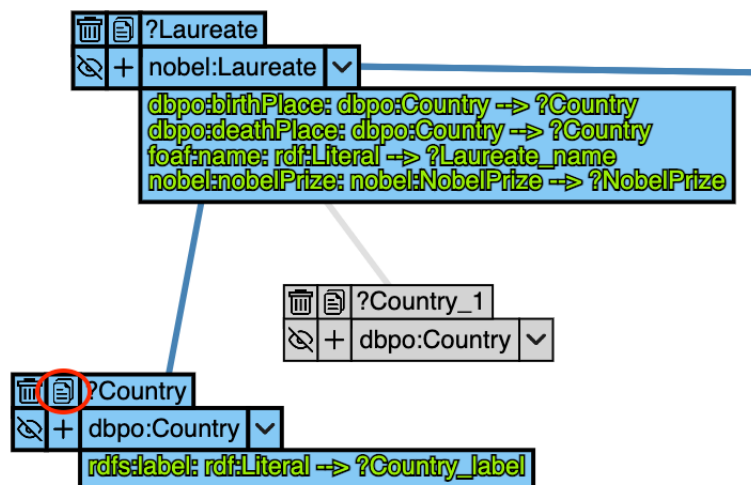 ?Laureate
+ nobel:Laureate
dbpo:birthPlace: dbpo:Country --> ?Country
dbpo:deathPlace: dbpo:Country --> ?Country
foaf:name: rdf:Literal --> ?Laureate_name
nobel:nobelPrize: nobel:NobelPrize --> ?NobelPrize
?Country_1
+ dbpo:Country
?Country
+ dbpo:Country
rdfs:label: rdf:Literal --> ?Country_label